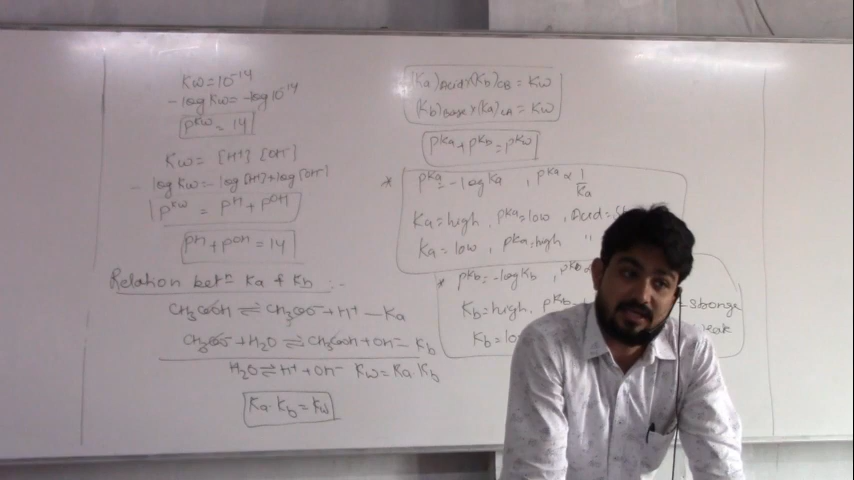 Kw = 10⁻¹⁴
-log Kw = -log 10⁻¹⁴
pKw = 14
Kw = [H⁺] [OH⁻]
- log Kw = -log[H⁺] + log[OH⁻]
pKw = pH + pOH
pH + pOH = 14
Relation betⁿ Ka & Kb :-
CH₃COOH ⇌ CH₃COO⁻ + H⁺ — Ka
CH₃COO⁻ + H₂O ⇌ CH₃COOH + OH⁻ – Kb
H₂O ⇌ H⁺ + OH⁻ Kw = Ka·Kb
Ka·Kb = Kw
(Ka)Acid × (Kb)CB = Kw
(Kb)Base × (Ka)CA = Kw
pKa + pKb = pKw
* pKa = -log Ka , pKa ∝ 1/Ka
Ka = high , pKa = low , Acid =
Ka = low , pKa = high "
* pKb = -log Kb , pKb ∝
Kb = high, pKb - Strong
Kb =